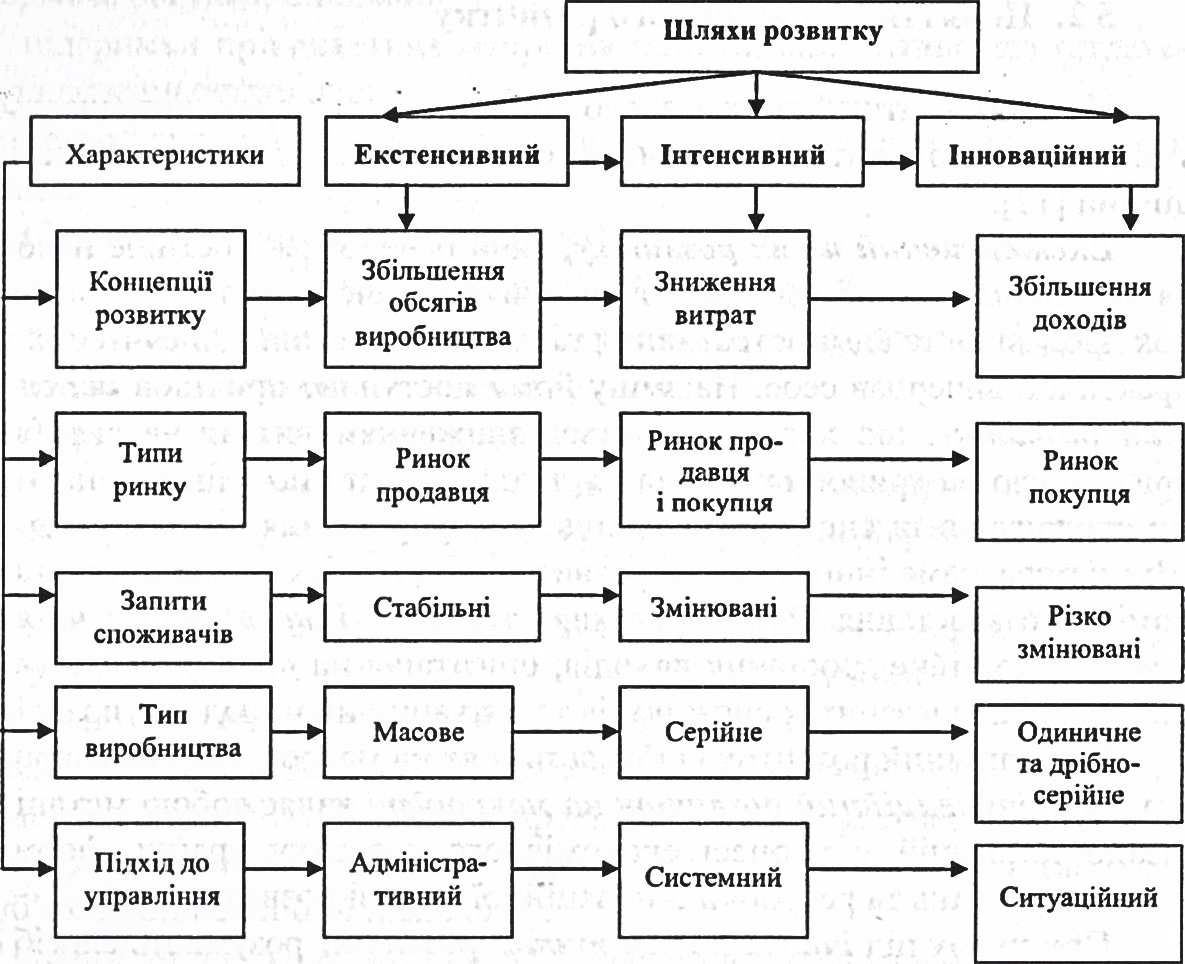 Шляхи розвитку
Характеристики
Екстенсивний
Інтенсивний
Інноваційний
Концепції
розвитку
Збільшення
обсягів
виробництва
Зниження
витрат
Збільшення
доходів
Типи
ринку
Ринок
продавця
Ринок про-
давця
і покупця
Ринок
покупця
Запити
споживачів
Стабільні
Змінювані
Різко
змінювані
Тип
виробництва
Масове
Серійне
Одиничне
та дрібно-
серійне
Підхід до
управління
Адміністра-
тивний
Системний
Ситуаційний